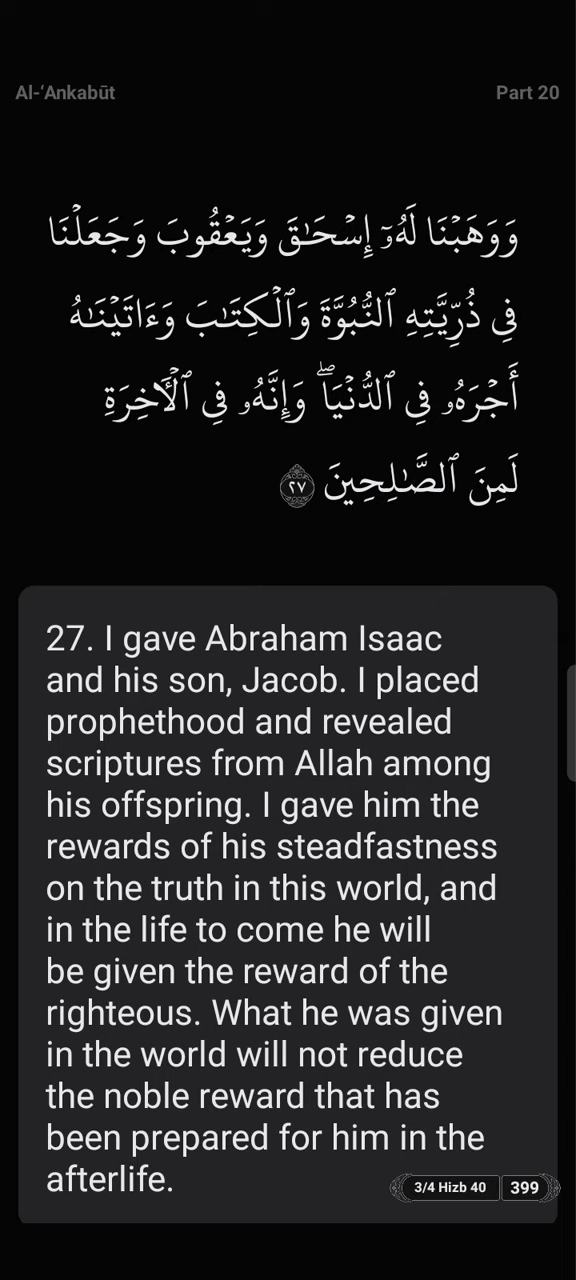 Al-‘Ankabūt
Part 20
وَوَهَبۡنَا لَهُۥٓ إِسۡحَٰقَ وَيَعۡقُوبَ وَجَعَلۡنَا
فِي ذُرِّيَّتِهِ ٱلنُّبُوَّةَ وَٱلۡكِتَٰبَ وَءَاتَيۡنَٰهُ
أَجۡرَهُۥ فِي ٱلدُّنۡيَاۖ وَإِنَّهُۥ فِي ٱلۡأٓخِرَةِ
لَمِنَ ٱلصَّٰلِحِينَ ٢٧
27. I gave Abraham Isaac
and his son, Jacob. I placed
prophethood and revealed
scriptures from Allah among
his offspring. I gave him the
rewards of his steadfastness
on the truth in this world, and
in the life to come he will
be given the reward of the
righteous. What he was given
in the world will not reduce
the noble reward that has
been prepared for him in the
afterlife.
3/4 Hizb 40
399